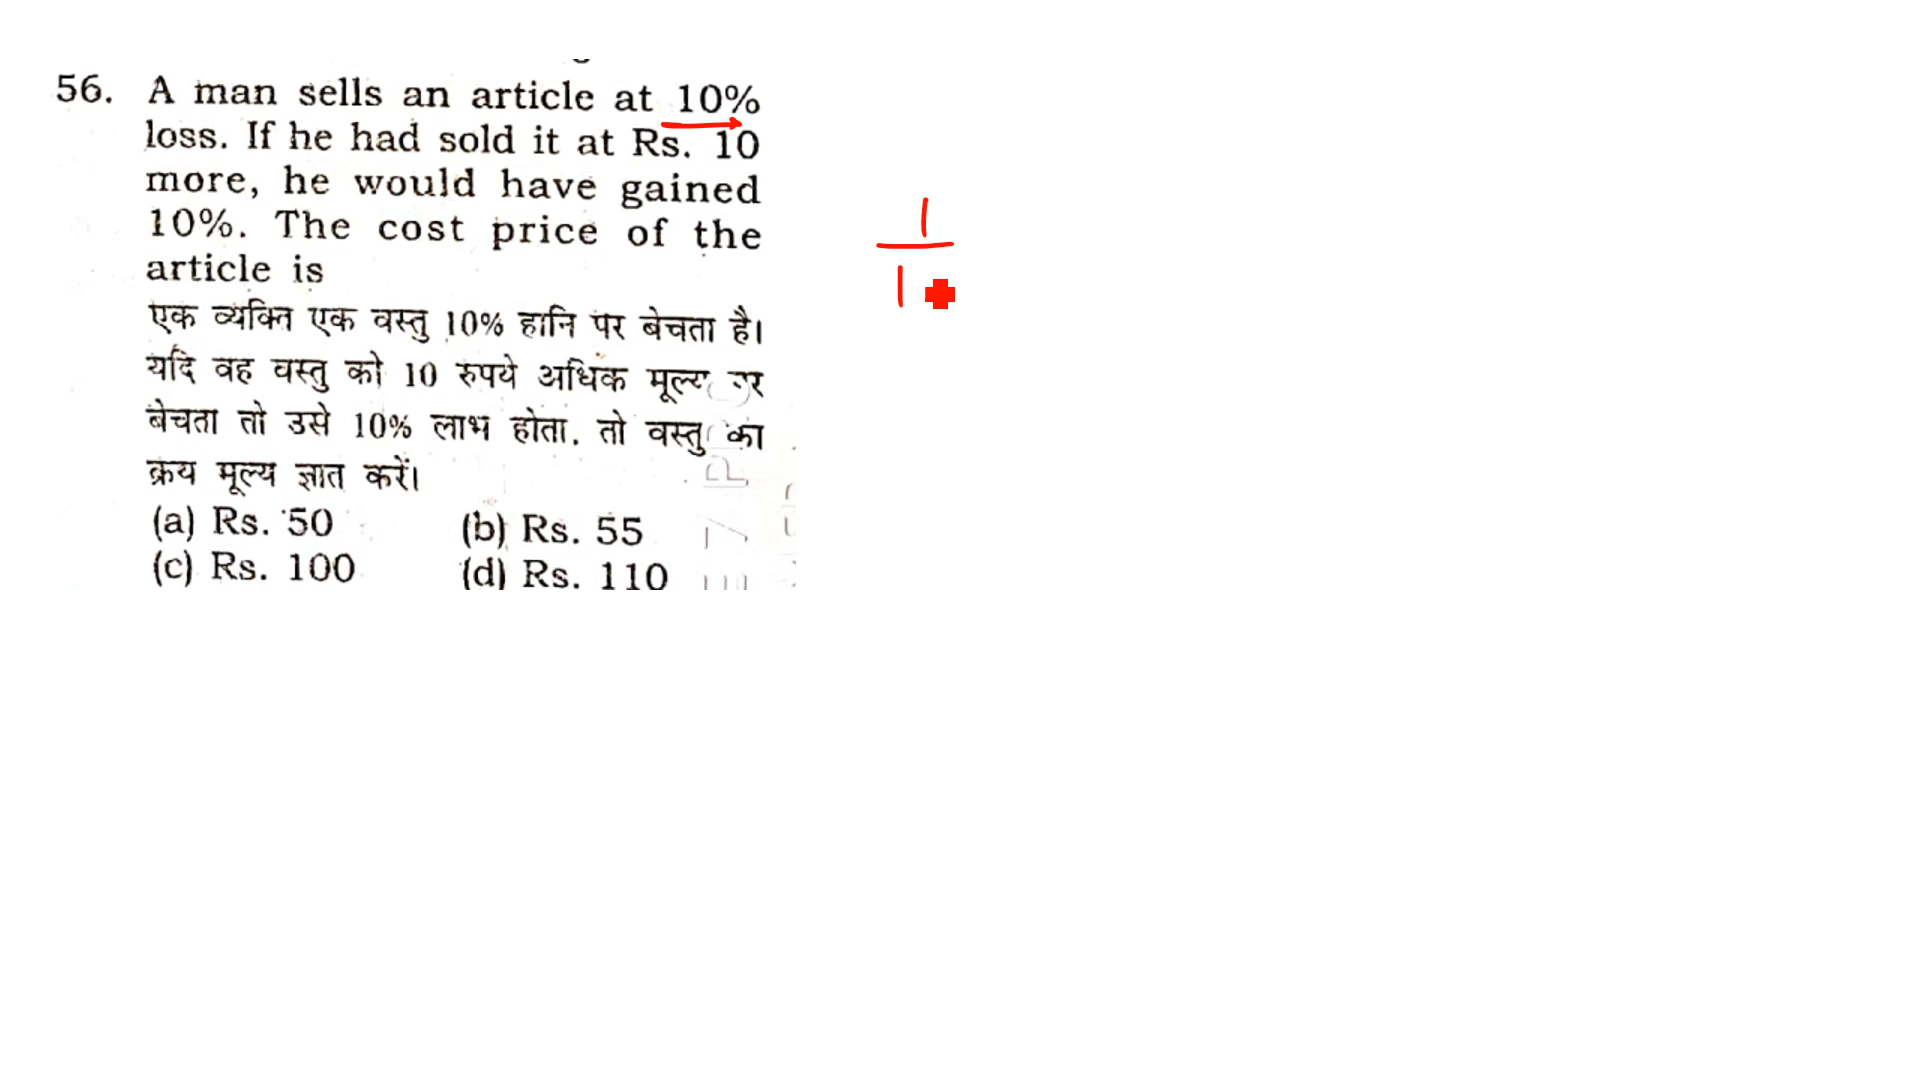 56. A man sells an article at 10%
loss. If he had sold it at Rs. 10
more, he would have gained
10%. The cost price of the
article is
एक व्यक्ति एक वस्तु 10% हानि पर बेचता है।
यदि वह वस्तु को 10 रुपये अधिक मूल्य पर
बेचता तो उसे 10% लाभ होता. तो वस्तु का
क्रय मूल्य ज्ञात करें।
(a) Rs. 50 (b) Rs. 55
(c) Rs. 100 (d) Rs. 110
1
1